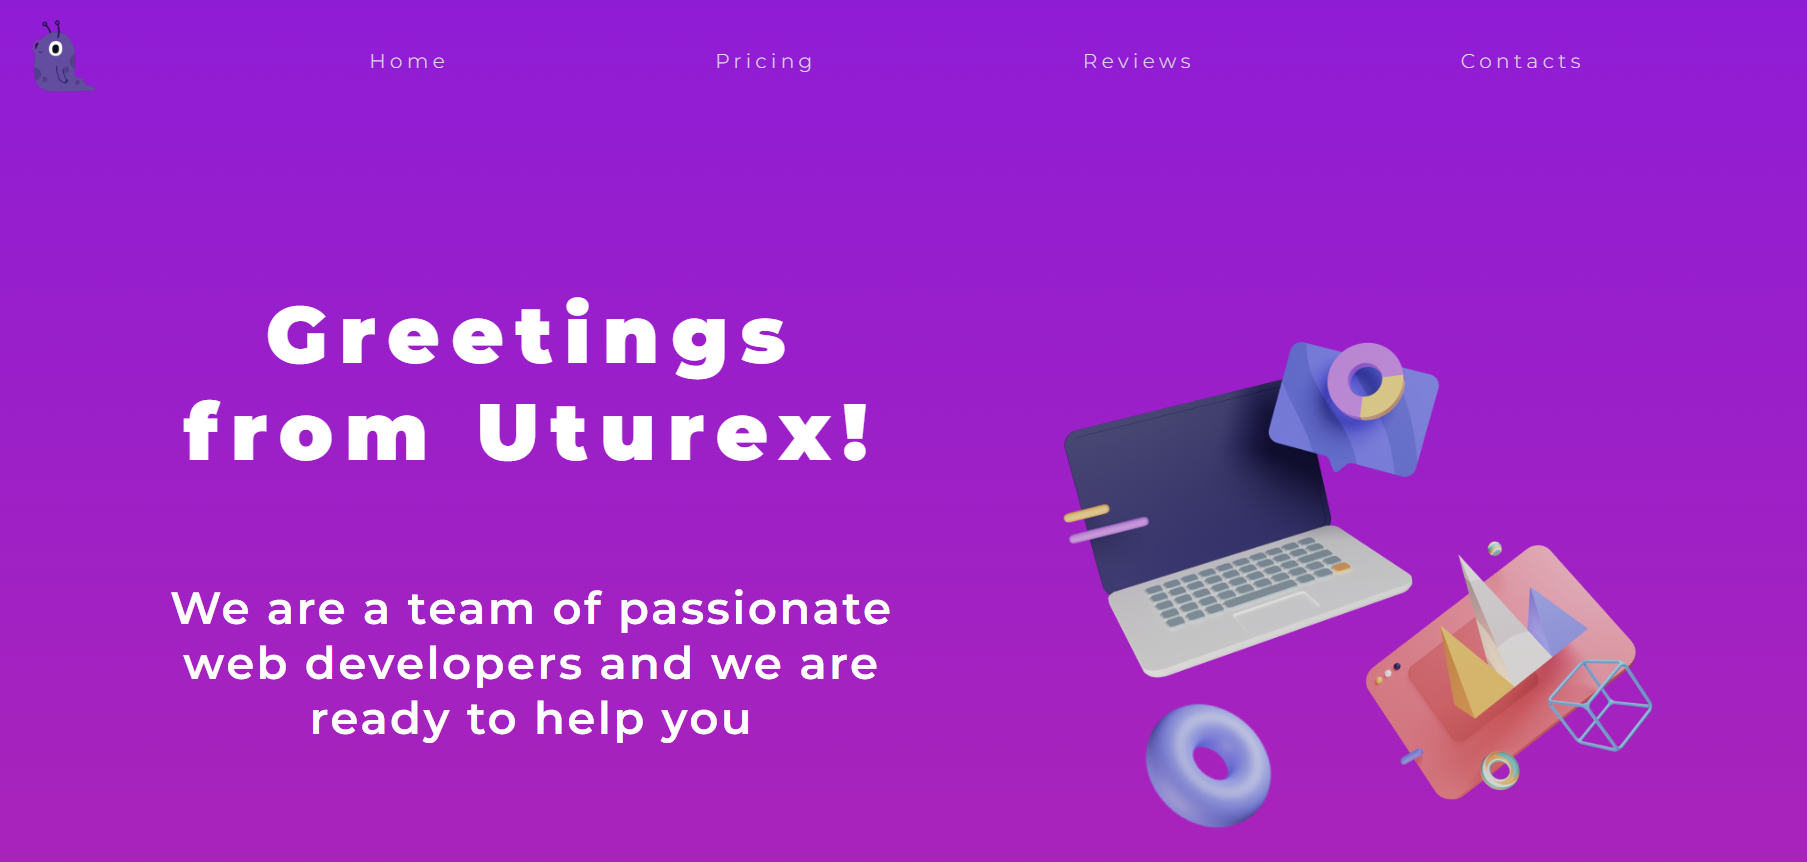 Home
Pricing
Reviews
Contacts
Greetings
from Uturex!
We are a team of passionate
web developers and we are
ready to help you